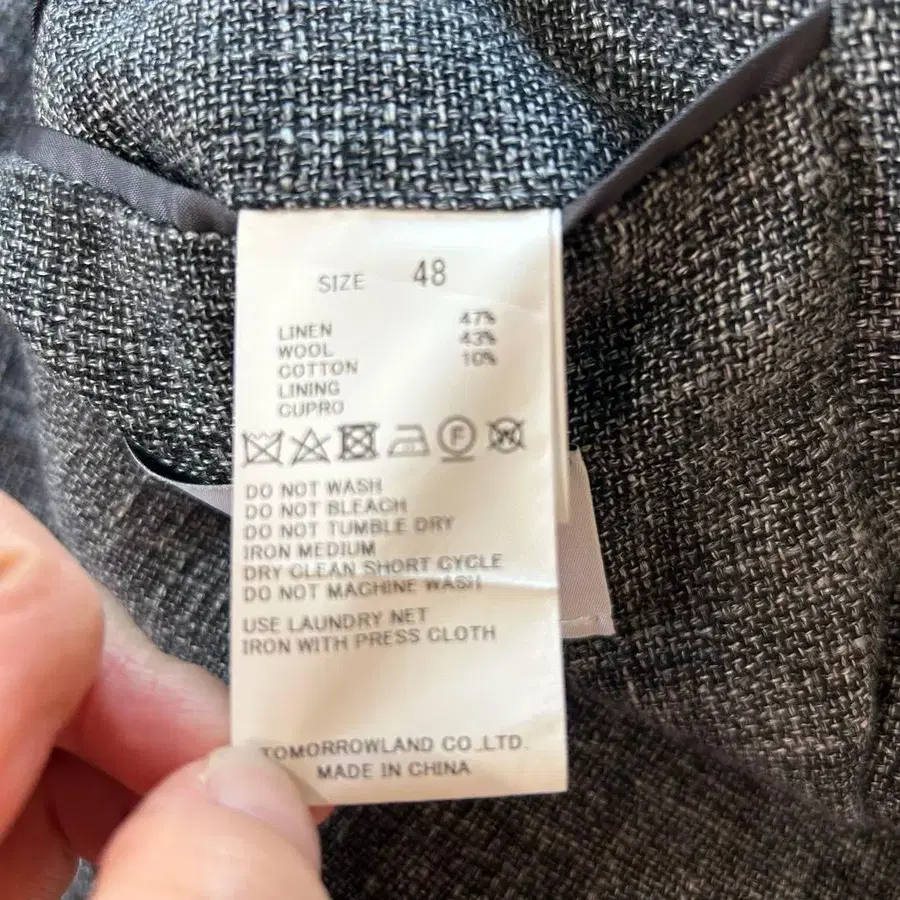 SIZE 48
LINEN 47%
WOOL 43%
COTTON 10%
LINING
CUPRO
F W
DO NOT WASH
DO NOT BLEACH
DO NOT TUMBLE DRY
IRON MEDIUM
DRY CLEAN SHORT CYCLE
DO NOT MACHINE WASH
USE LAUNDRY NET
IRON WITH PRESS CLOTH
TOMORROWLAND CO.,LTD.
MADE IN CHINA